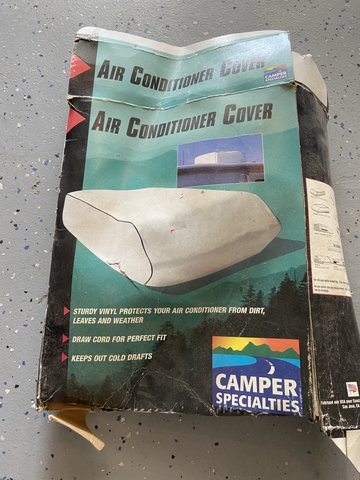 AIR CONDITIONER COVER
CAMPER
SPECIALTIES
AIR CONDITIONER COVER
STURDY VINYL PROTECTS YOUR AIR CONDITIONER FROM DIRT,
LEAVES AND WEATHER
DRAW CORD FOR PERFECT FIT
KEEPS OUT COLD DRAFTS
CAMPER
SPECIALTIES